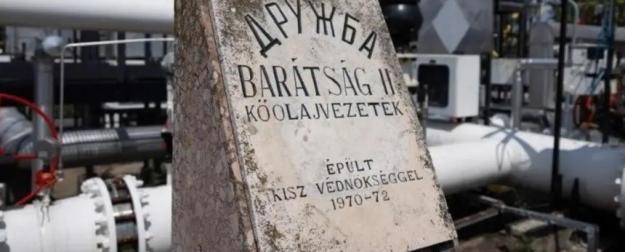 ДРУЖБА
BARÁTSÁG II
KŐOLAJVEZETÉK
ÉPÜLT
KISZ VÉDNÖKSÉGGEL
1970-72